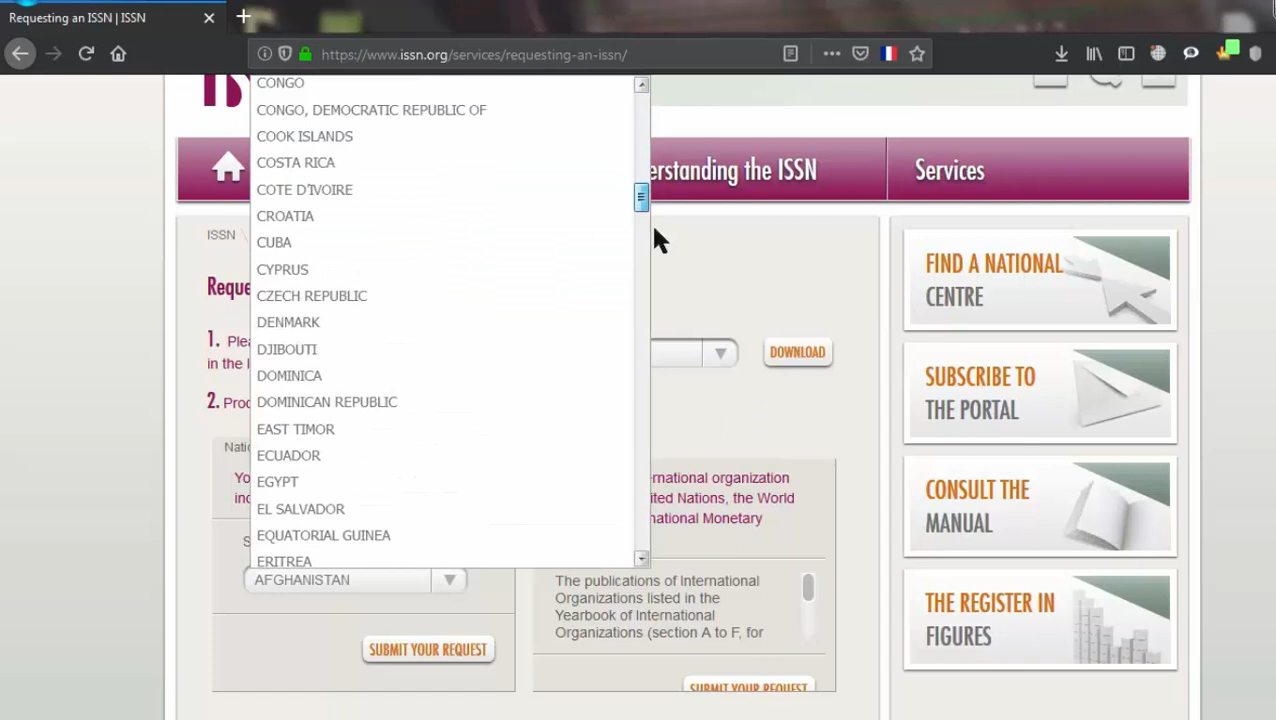 Requesting an ISSN | ISSN
https://www.issn.org/services/requesting-an-issn/
CONGO
CONGO, DEMOCRATIC REPUBLIC OF
COOK ISLANDS
COSTA RICA
COTE D'IVOIRE
CROATIA
CUBA
CYPRUS
CZECH REPUBLIC
DENMARK
DJIBOUTI
DOMINICA
DOMINICAN REPUBLIC
EAST TIMOR
ECUADOR
EGYPT
EL SALVADOR
EQUATORIAL GUINEA
ERITREA
AFGHANISTAN
SUBMIT YOUR REQUEST
erstanding the ISSN
Services
ISSN \
Reque
1. Plea
in the I
2. Proc
Natio
Yo
inc
S
DOWNLOAD
ernational organization
ited Nations, the World
national Monetary
The publications of International
Organizations listed in the
Yearbook of International
Organizations (section A to F, for
SUBMIT YOUR REQUEST
FIND A NATIONAL
CENTRE
SUBSCRIBE TO
THE PORTAL
CONSULT THE
MANUAL
THE REGISTER IN
FIGURES